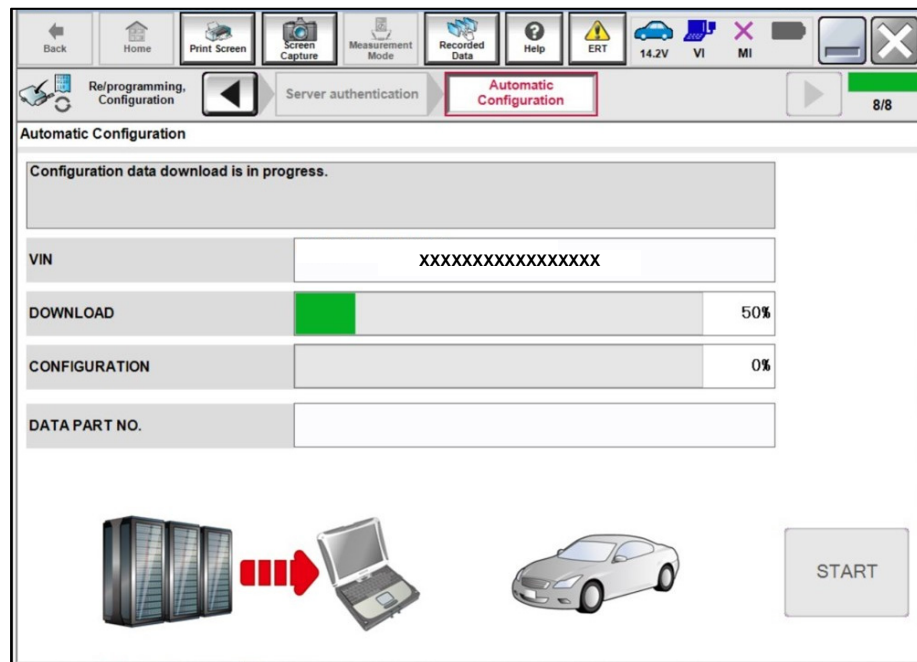 Back
Home
Print Screen
Screen
Capture
Measurement
Mode
Recorded
Data
Help
ERT
14.2V
VI
MI
Re/programming,
Configuration
Server authentication
Automatic
Configuration
8/8
Automatic Configuration
Configuration data download is in progress.
VIN
XXXXXXXXXXXXXXXXX
DOWNLOAD
50%
CONFIGURATION
0%
DATA PART NO.
START